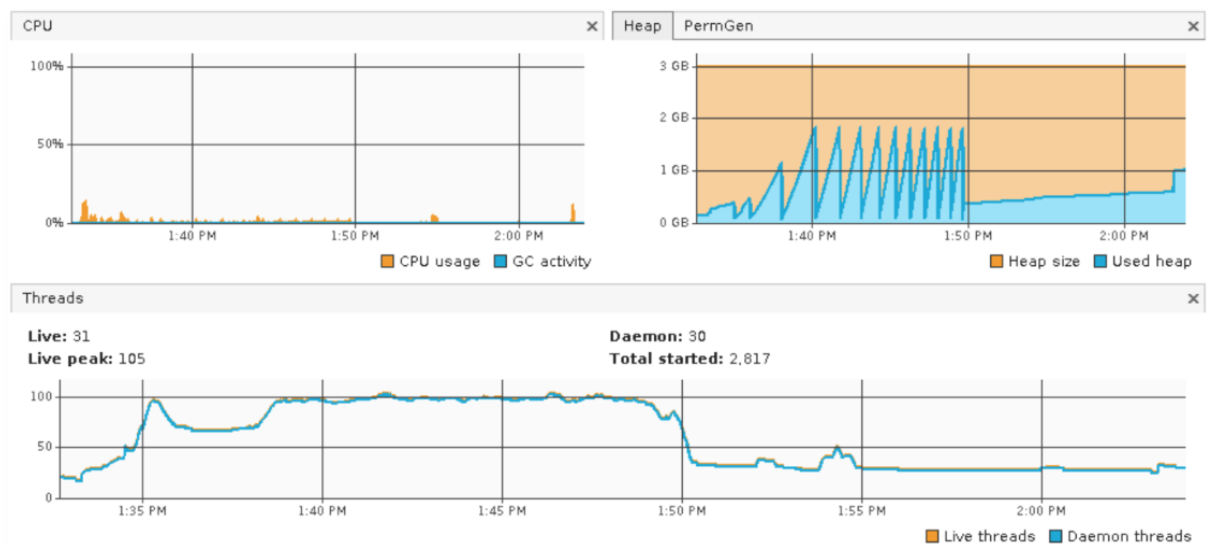 CPU ×
Heap PermGen ×
100%
50%
0%
1:40 PM 1:50 PM 2:00 PM
CPU usage GC activity
3 GB
2 GB
1 GB
0 GB
1:40 PM 1:50 PM 2:00 PM
Heap size Used heap
Threads ×
Live: 31 Daemon: 30
Live peak: 105 Total started: 2,817
100
50
0
1:35 PM 1:40 PM 1:45 PM 1:50 PM 1:55 PM 2:00 PM
Live threads Daemon threads